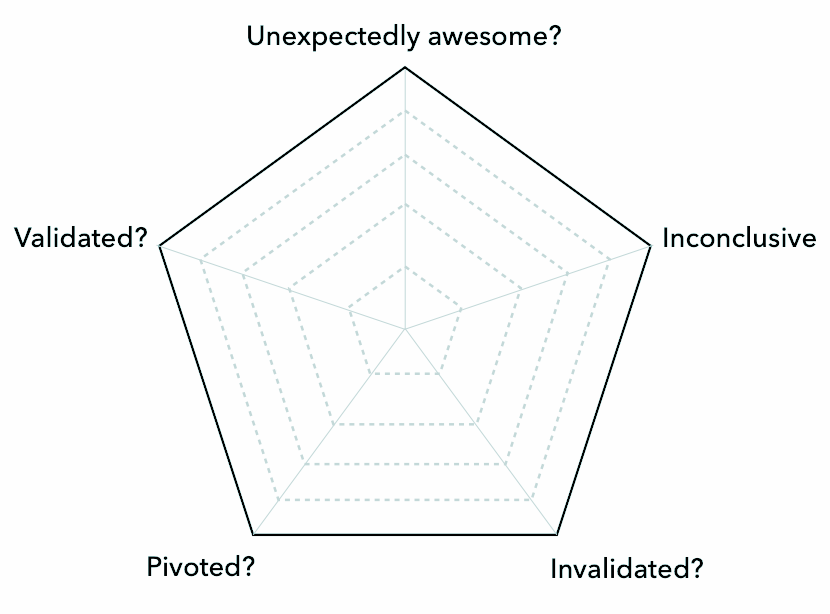 Unexpectedly awesome?
Validated?
Inconclusive
Pivoted?
Invalidated?